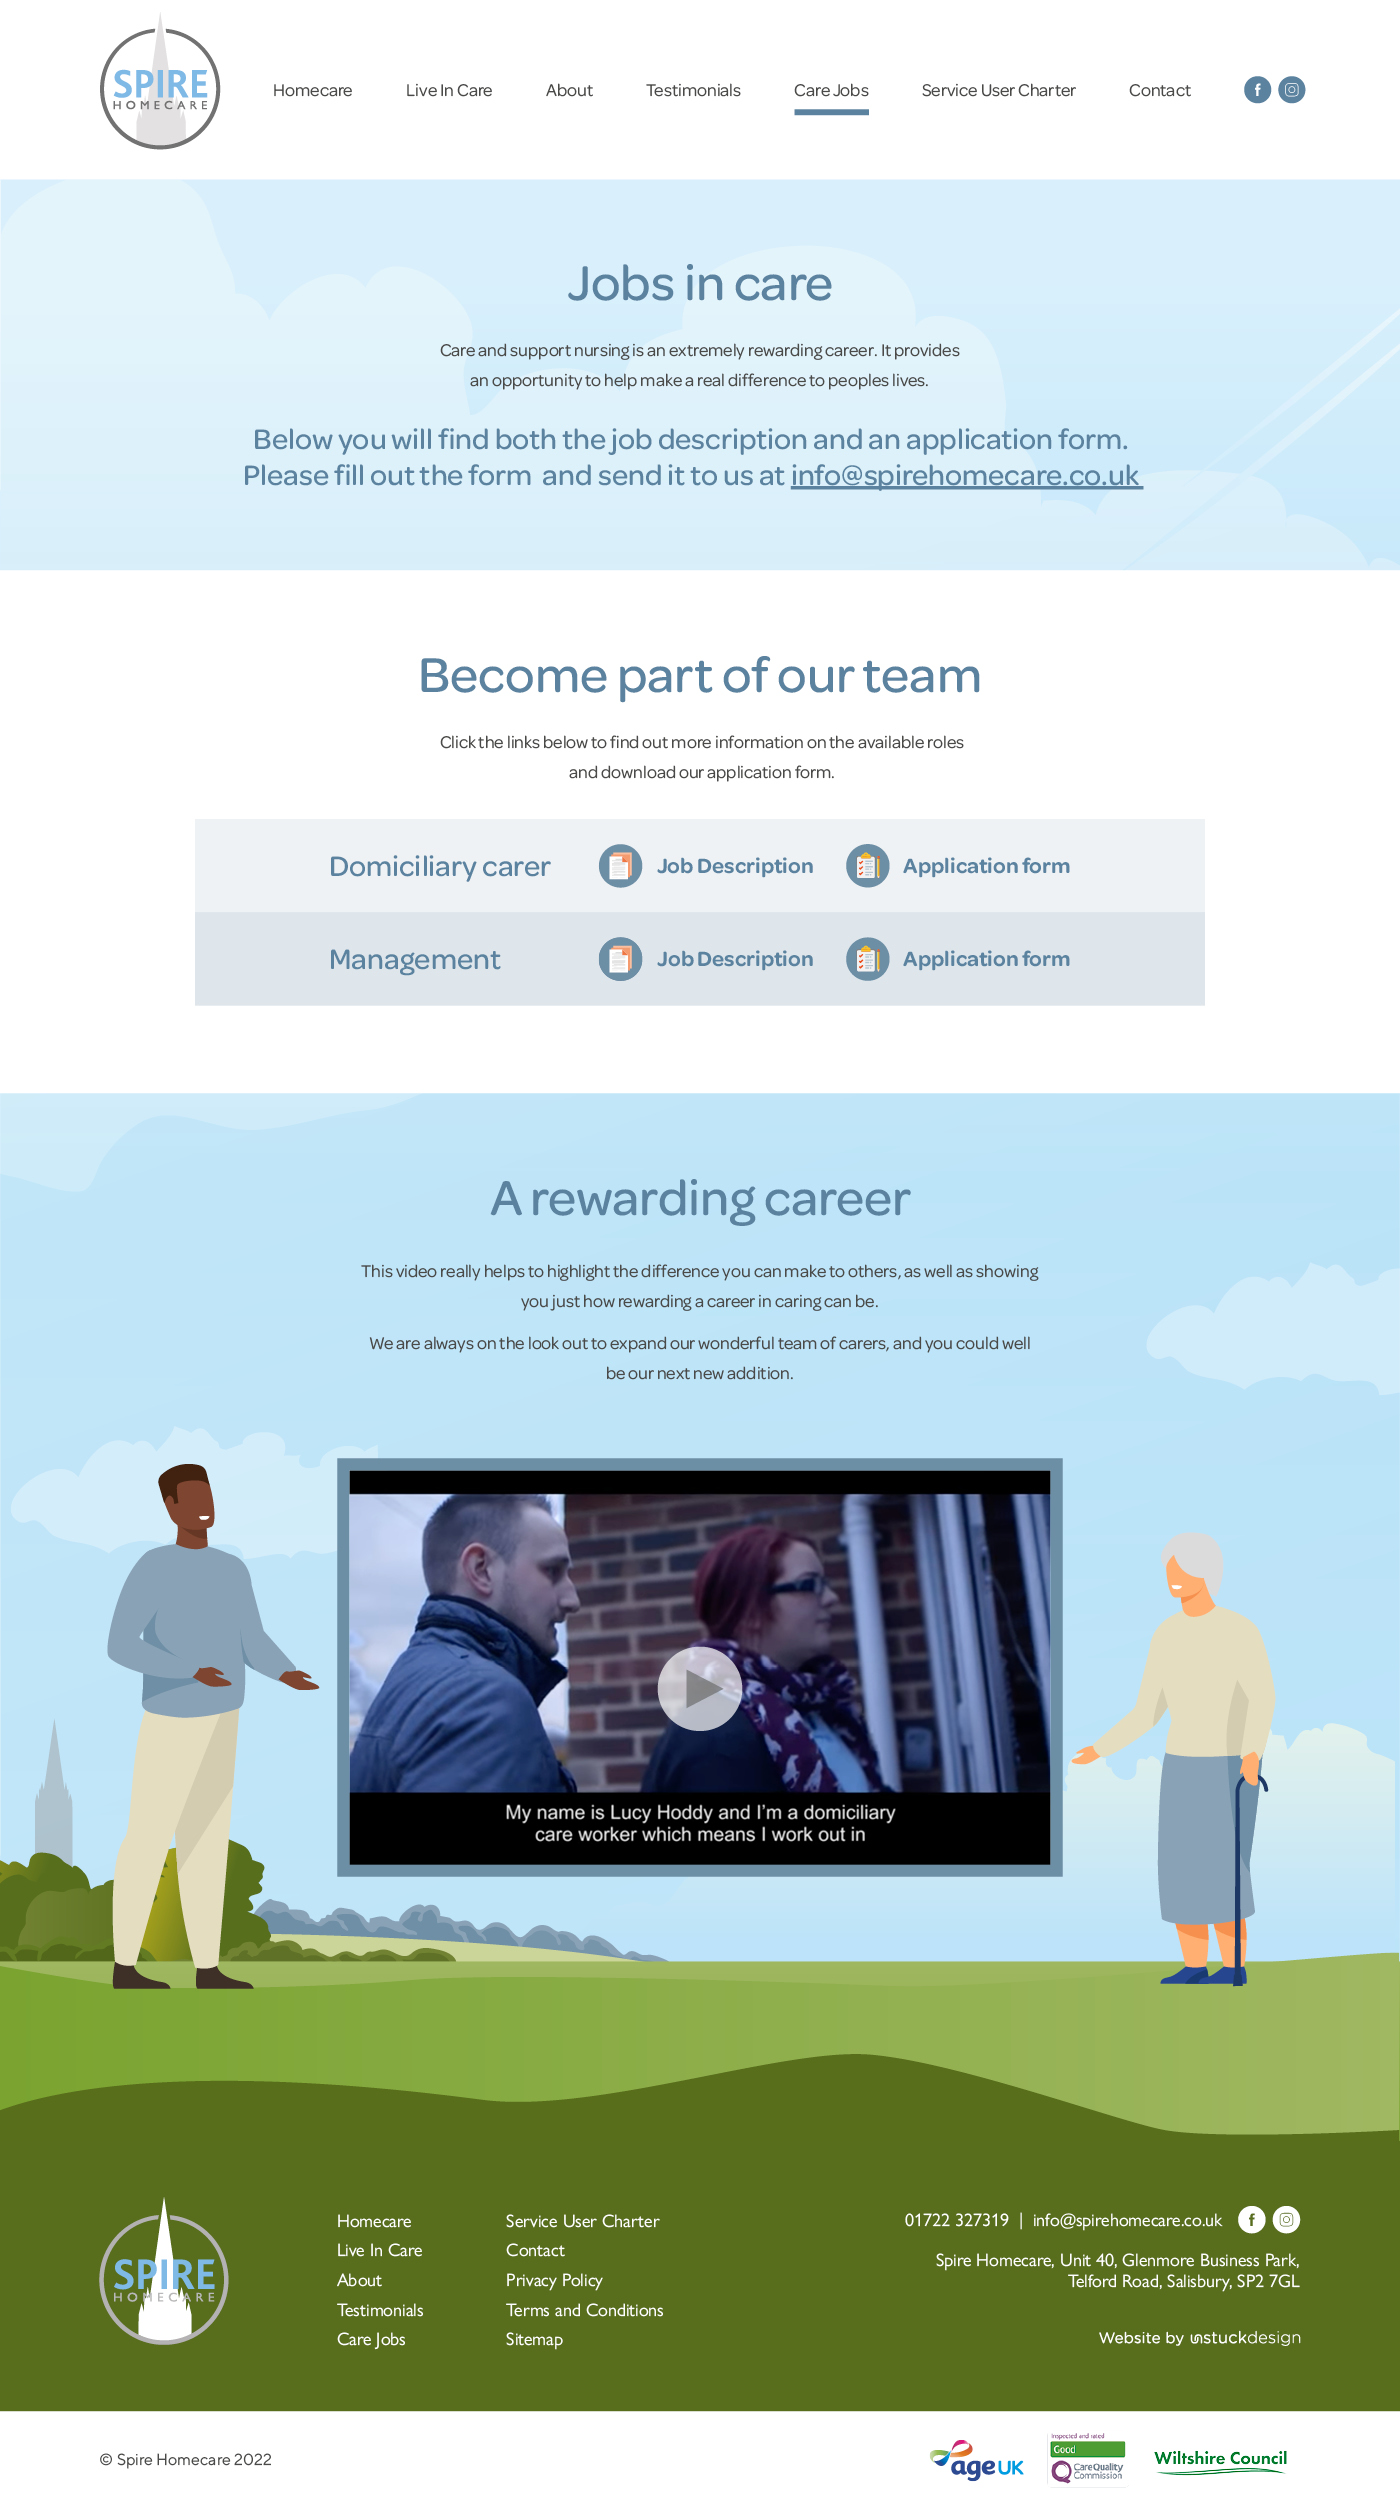 SPIRE
HOMECARE
Homecare
Live In Care
About
Testimonials
Care Jobs
Service User Charter
Contact
Jobs in care
Care and support nursing is an extremely rewarding career. It provides
an opportunity to help make a real difference to peoples lives.
Below you will find both the job description and an application form.
Please fill out the form and send it to us at info@spirehomecare.co.uk
Become part of our team
Click the links below to find out more information on the available roles
and download our application form.
Domiciliary carer
Job Description
Application form
Management
Job Description
Application form
A rewarding career
This video really helps to highlight the difference you can make to others, as well as showing
you just how rewarding a career in caring can be.
We are always on the look out to expand our wonderful team of carers, and you could well
be our next new addition.
My name is Lucy Hoddy and I'm a domiciliary
care worker which means I work out in
SPIRE
HOMECARE
Homecare
Live In Care
About
Testimonials
Care Jobs
Service User Charter
Contact
Privacy Policy
Terms and Conditions
Sitemap
01722 327319 | info@spirehomecare.co.uk
Spire Homecare, Unit 40, Glenmore Business Park,
Telford Road, Salisbury, SP2 7GL
Website by unstuckdesign
© Spire Homecare 2022
age UK
Inspected and rated
Good
CareQuality
Commission
Wiltshire Council